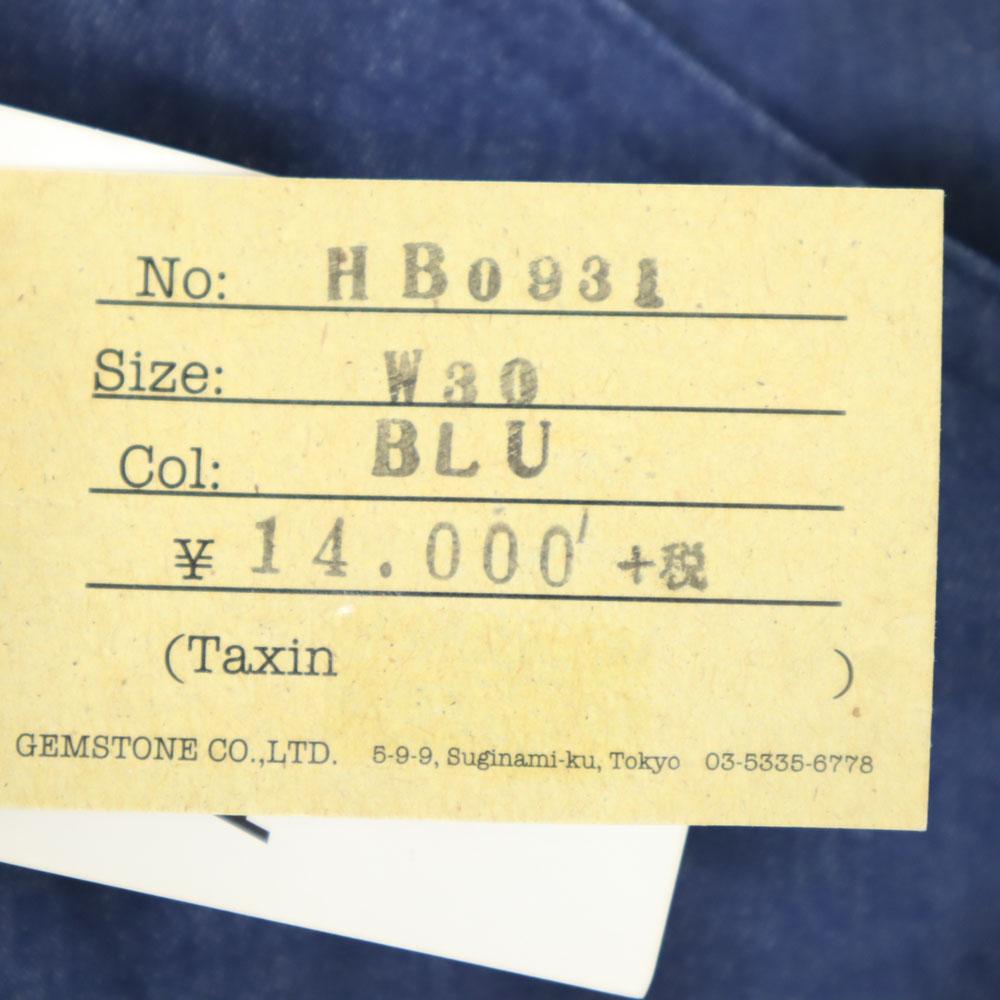 No: HB0931
Size: W30
Col: BLU
¥ 14.000 +税
(Taxin )
GEMSTONE CO.,LTD. 5-9-9, Suginami-ku, Tokyo 03-5335-6778